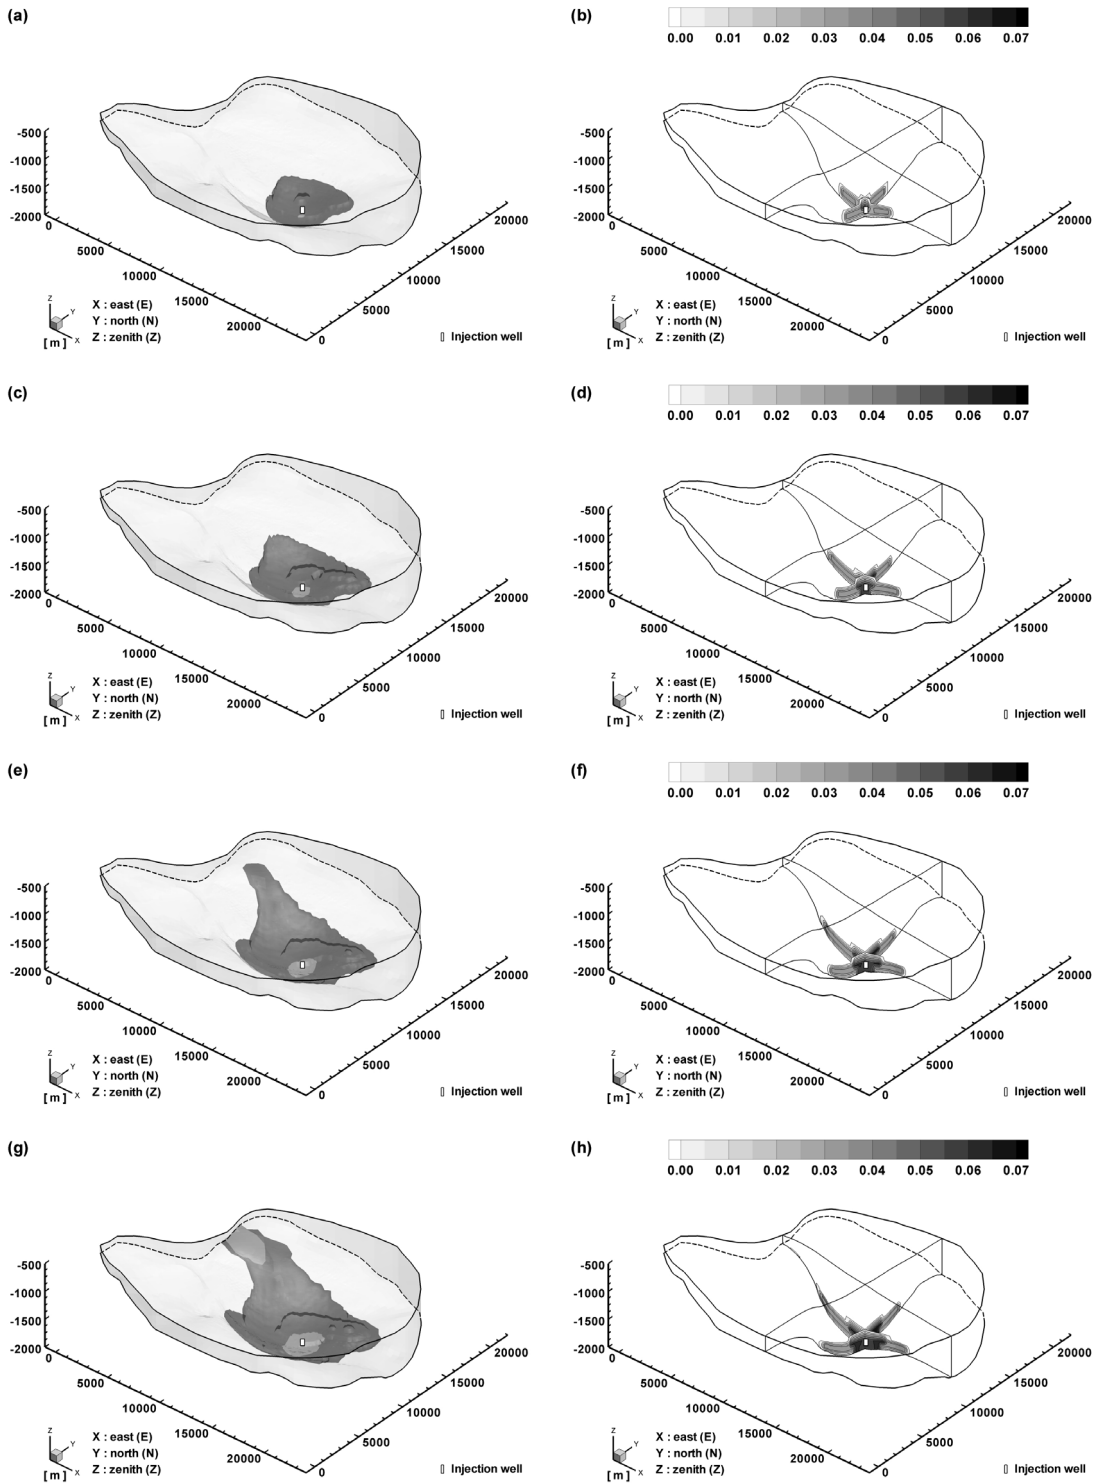 (a)
-500
-1000
-1500
-2000
0
5000
10000
15000
20000
0
5000
10000
15000
20000
Z
Y
X
[ m ]
X : east (E)
Y : north (N)
Z : zenith (Z)
Injection well
(b)
0.00 0.01 0.02 0.03 0.04 0.05 0.06 0.07
-500
-1000
-1500
-2000
0
5000
10000
15000
20000
0
5000
10000
15000
20000
Z
Y
X
[ m ]
X : east (E)
Y : north (N)
Z : zenith (Z)
Injection well
(c)
-500
-1000
-1500
-2000
0
5000
10000
15000
20000
0
5000
10000
15000
20000
Z
Y
X
[ m ]
X : east (E)
Y : north (N)
Z : zenith (Z)
Injection well
(d)
0.00 0.01 0.02 0.03 0.04 0.05 0.06 0.07
-500
-1000
-1500
-2000
0
5000
10000
15000
20000
0
5000
10000
15000
20000
Z
Y
X
[ m ]
X : east (E)
Y : north (N)
Z : zenith (Z)
Injection well
(e)
-500
-1000
-1500
-2000
0
5000
10000
15000
20000
0
5000
10000
15000
20000
Z
Y
X
[ m ]
X : east (E)
Y : north (N)
Z : zenith (Z)
Injection well
(f)
0.00 0.01 0.02 0.03 0.04 0.05 0.06 0.07
-500
-1000
-1500
-2000
0
5000
10000
15000
20000
0
5000
10000
15000
20000
Z
Y
X
[ m ]
X : east (E)
Y : north (N)
Z : zenith (Z)
Injection well
(g)
-500
-1000
-1500
-2000
0
5000
10000
15000
20000
0
5000
10000
15000
20000
Z
Y
X
[ m ]
X : east (E)
Y : north (N)
Z : zenith (Z)
Injection well
(h)
0.00 0.01 0.02 0.03 0.04 0.05 0.06 0.07
-500
-1000
-1500
-2000
0
5000
10000
15000
20000
0
5000
10000
15000
20000
Z
Y
X
[ m ]
X : east (E)
Y : north (N)
Z : zenith (Z)
Injection well